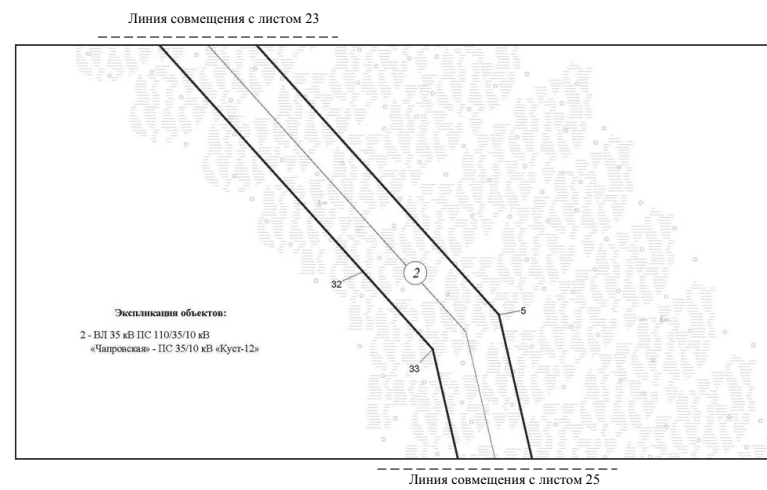 Линия совмещения с листом 23
32
2
5
Экспликация объектов:
2 - ВЛ 35 кВ ПС 110/35/10 кВ
«Чапровская» - ПС 35/10 кВ «Куст-12»
33
Линия совмещения с листом 25